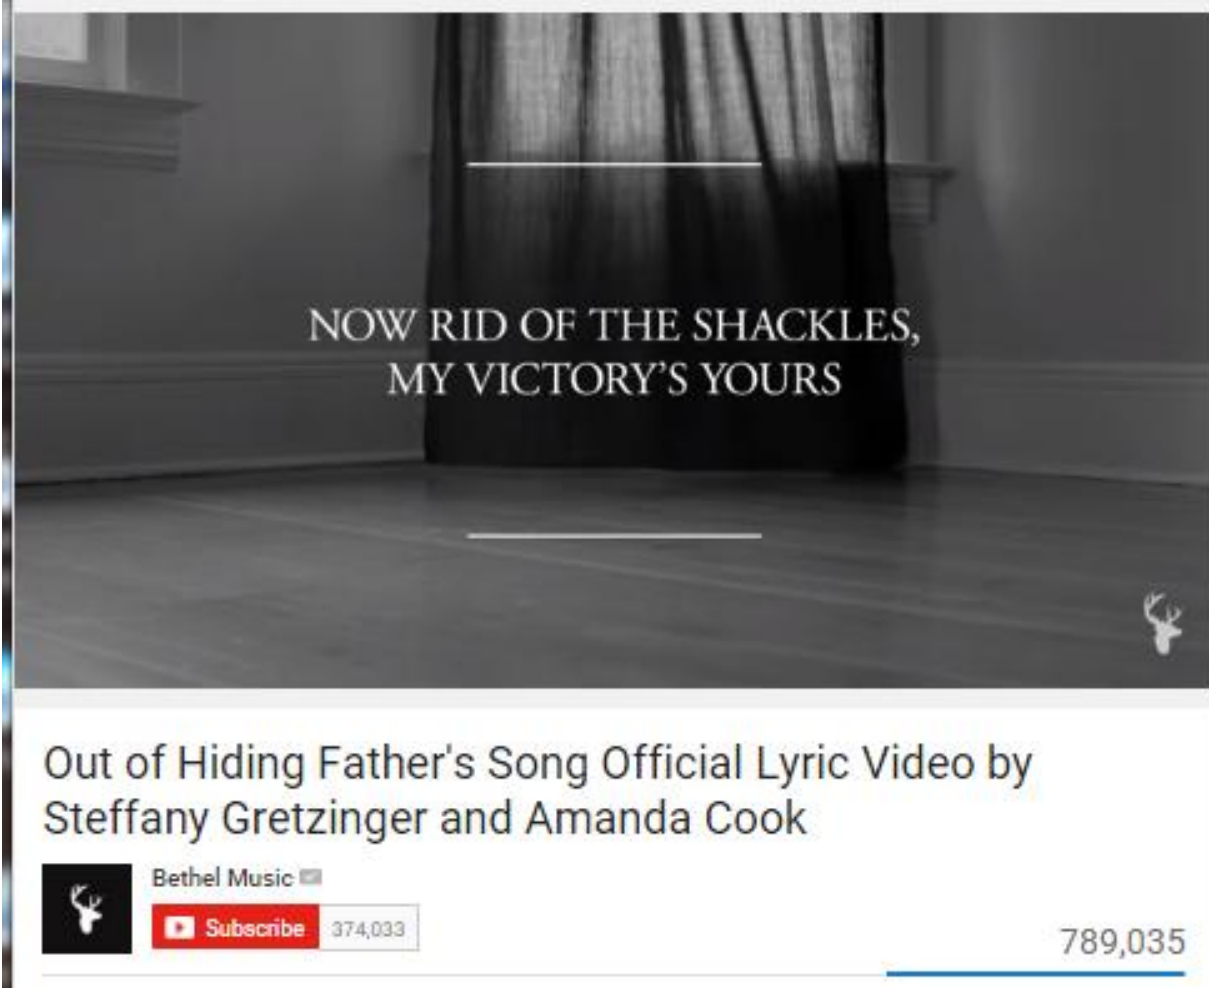 NOW RID OF THE SHACKLES,
MY VICTORY'S YOURS
Out of Hiding Father's Song Official Lyric Video by
Steffany Gretzinger and Amanda Cook
Bethel Music
Subscribe 374,033
789,035